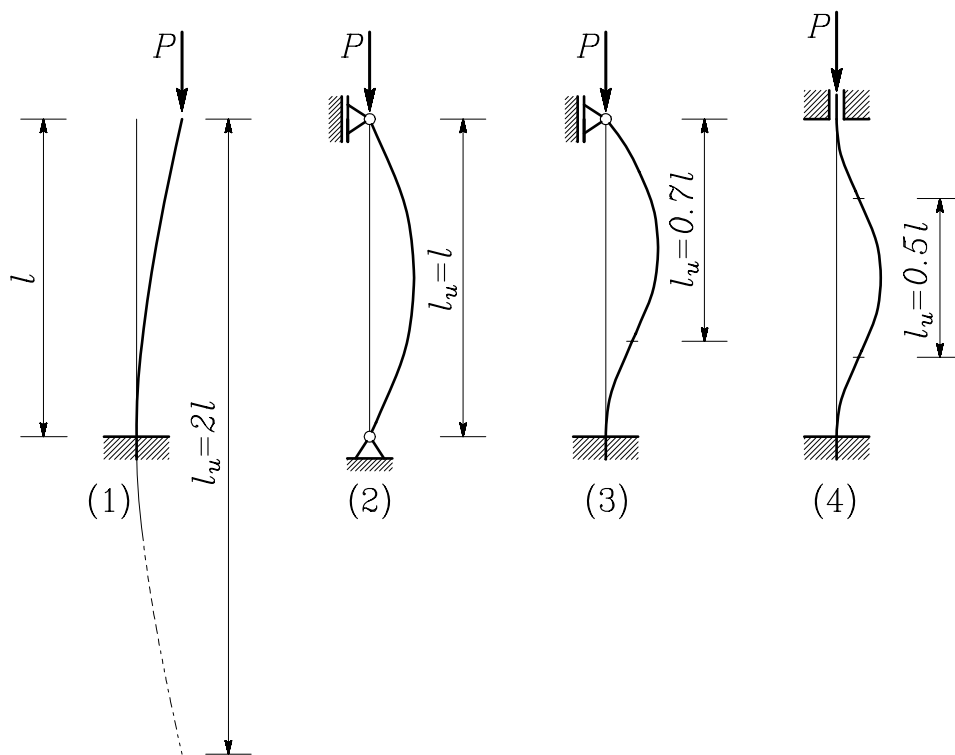 P
P
P
P
l
l_u=2l
l_u=l
l_u=0.7l
l_u=0.5l
(1)
(2)
(3)
(4)